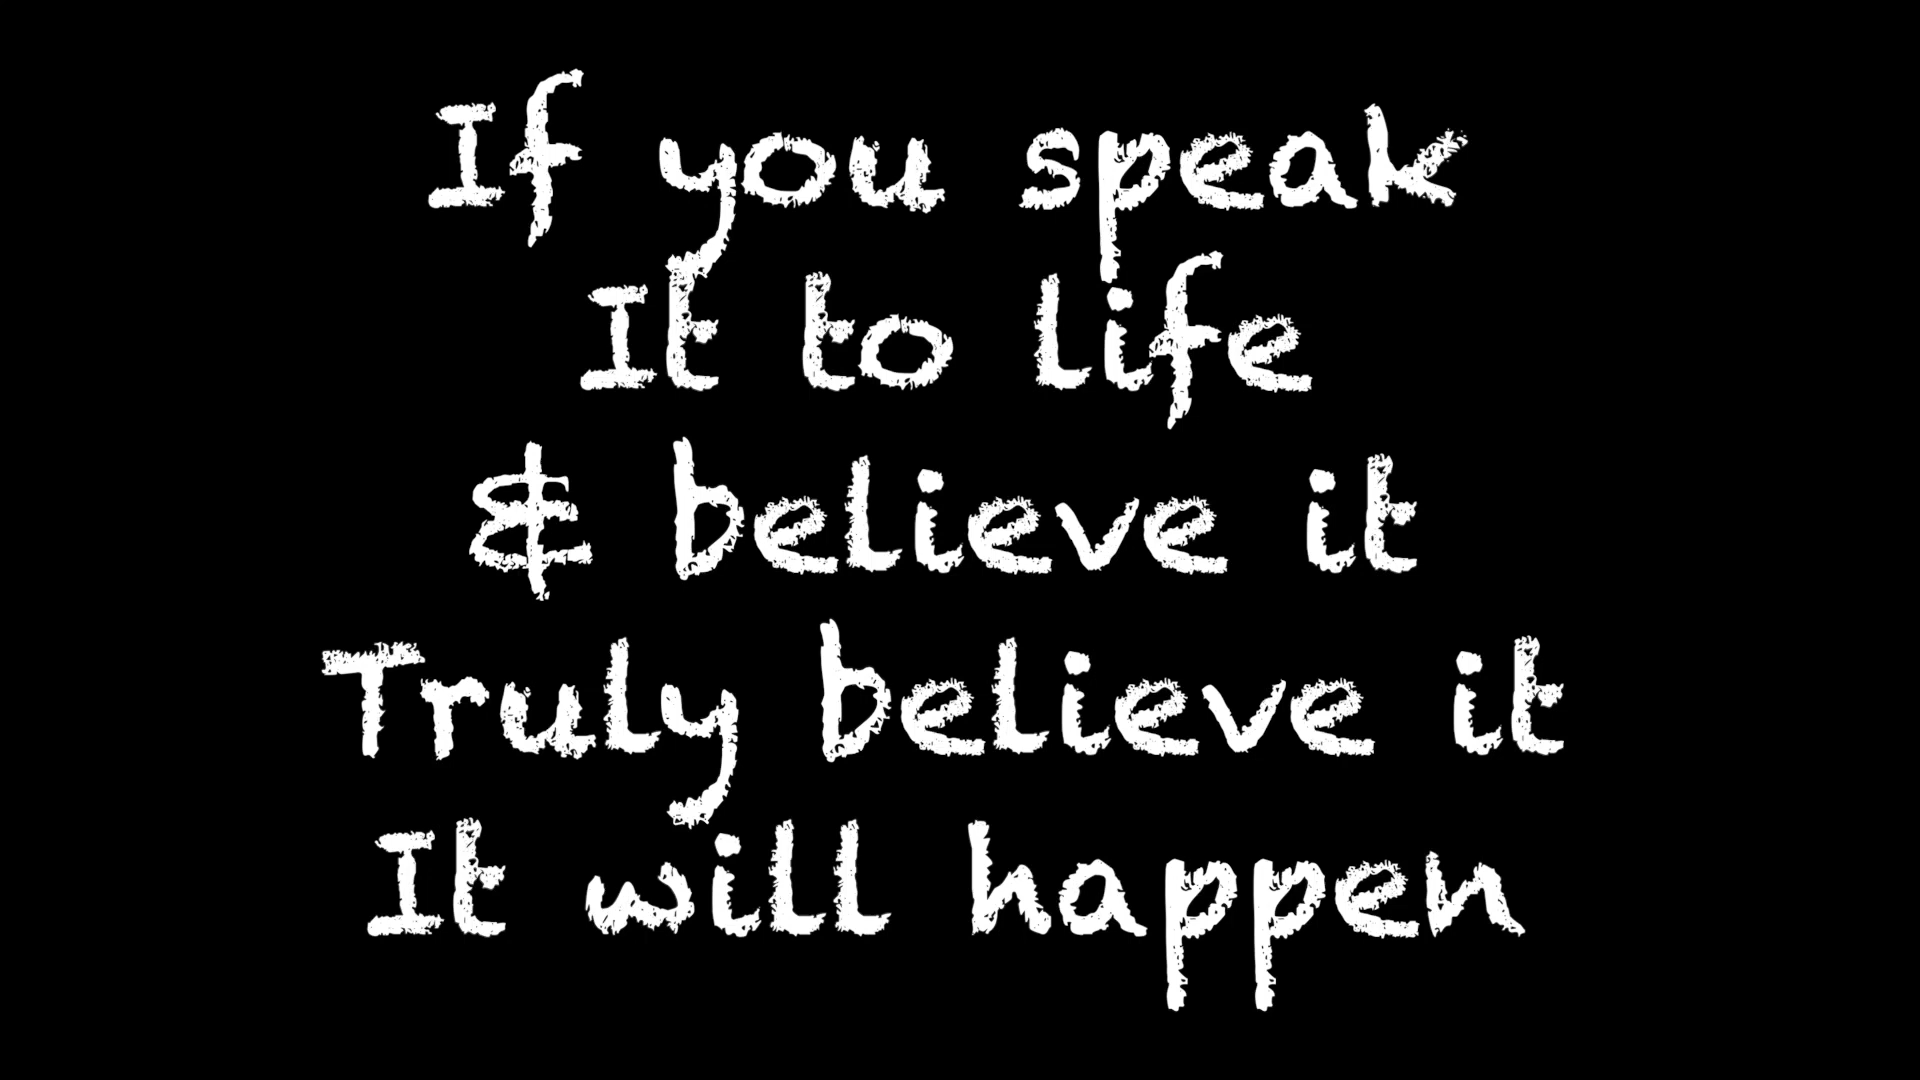 If you speak
It to life
& believe it
Truly believe it
It will happen